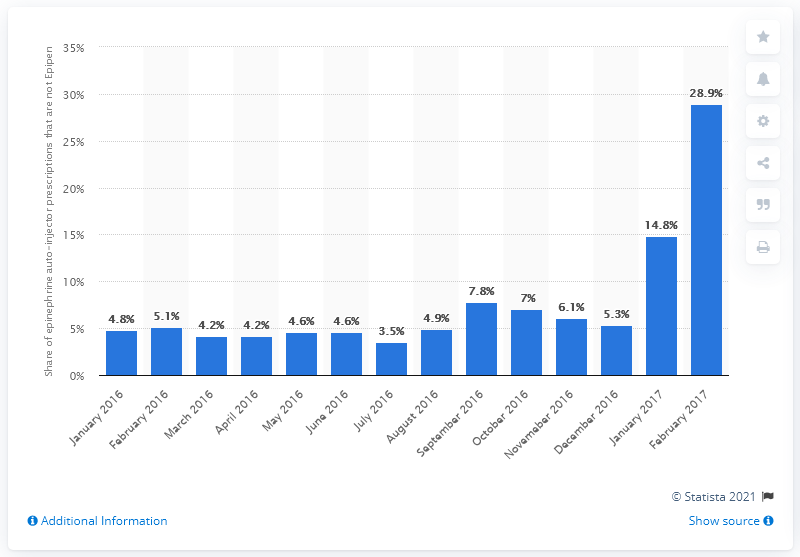 Share of epinephrine auto-injector prescriptions that are not Epipen
35%
30%
25%
20%
15%
10%
5%
0%
4.8%
5.1%
4.2%
4.2%
4.6%
4.6%
3.5%
4.9%
7.8%
7%
6.1%
5.3%
14.8%
28.9%
January 2016
February 2016
March 2016
April 2016
May 2016
June 2016
July 2016
August 2016
September 2016
October 2016
Novemeber 2016
December 2016
January 2017
February 2017
© Statista 2021
Additional Information
Show source